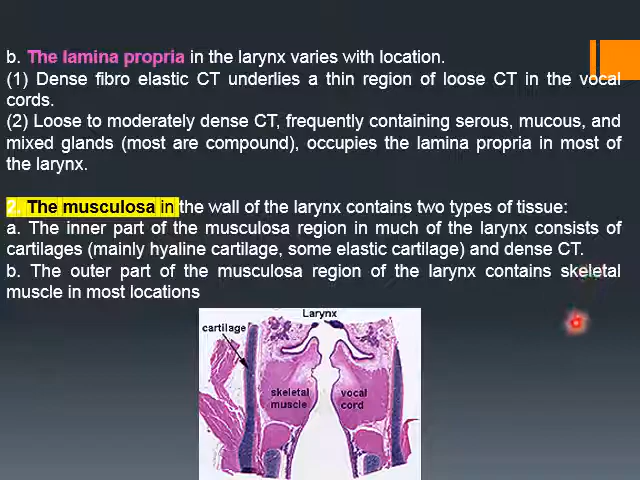 b. The lamina propria in the larynx varies with location.
(1) Dense fibro elastic CT underlies a thin region of loose CT in the vocal
cords.
(2) Loose to moderately dense CT, frequently containing serous, mucous, and
mixed glands (most are compound), occupies the lamina propria in most of
the larynx.
2. The musculosa in the wall of the larynx contains two types of tissue:
a. The inner part of the musculosa region in much of the larynx consists of
cartilages (mainly hyaline cartilage, some elastic cartilage) and dense CT.
b. The outer part of the musculosa region of the larynx contains skeletal
muscle in most locations
Larynx
cartilage
skeletal
muscle
vocal
cord